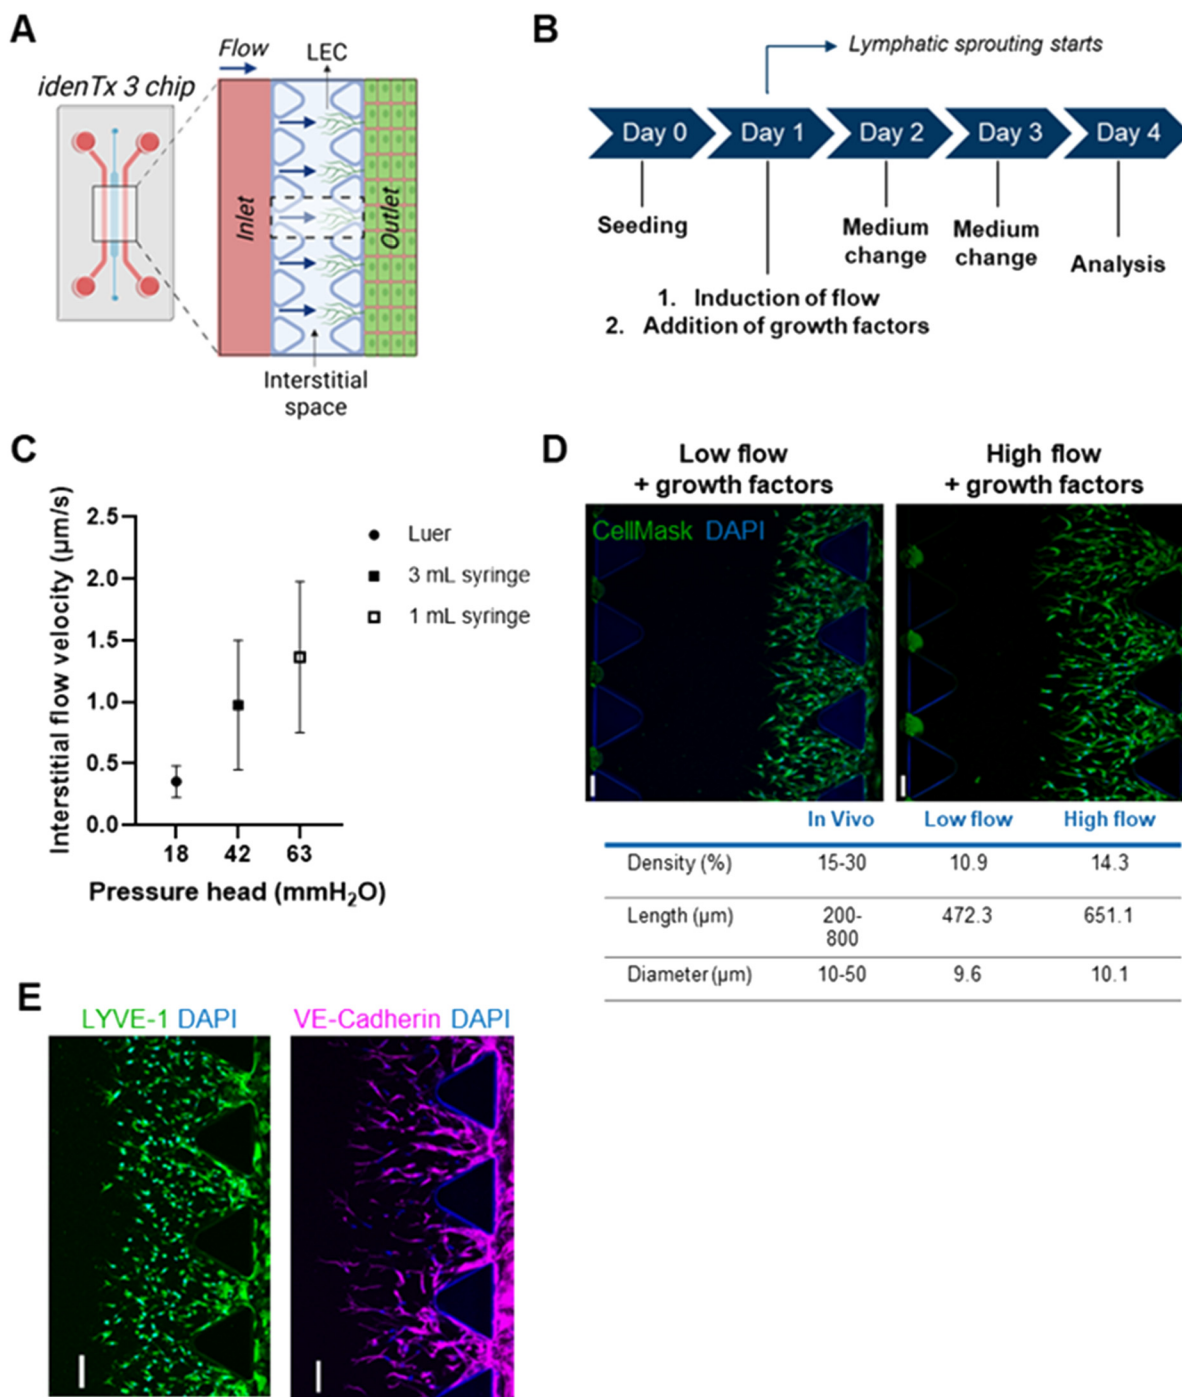 A
Flow
LEC
idenTx 3 chip
Inlet
Outlet
Interstitial
space
B
Lymphatic sprouting starts
Day 0
Day 1
Day 2
Day 3
Day 4
Seeding
Medium
change
Medium
change
Analysis
1. Induction of flow
2. Addition of growth factors
C
Interstitial flow velocity (µm/s)
2.5
2.0
1.5
1.0
0.5
0.0
18 42 63
Pressure head (mmH₂O)
Luer
3 mL syringe
1 mL syringe
D
Low flow
+ growth factors
High flow
+ growth factors
CellMask DAPI
In Vivo Low flow High flow
Density (%) 15-30 10.9 14.3
Length (µm) 200-
800 472.3 651.1
Diameter (µm) 10-50 9.6 10.1
E
LYVE-1 DAPI
VE-Cadherin DAPI